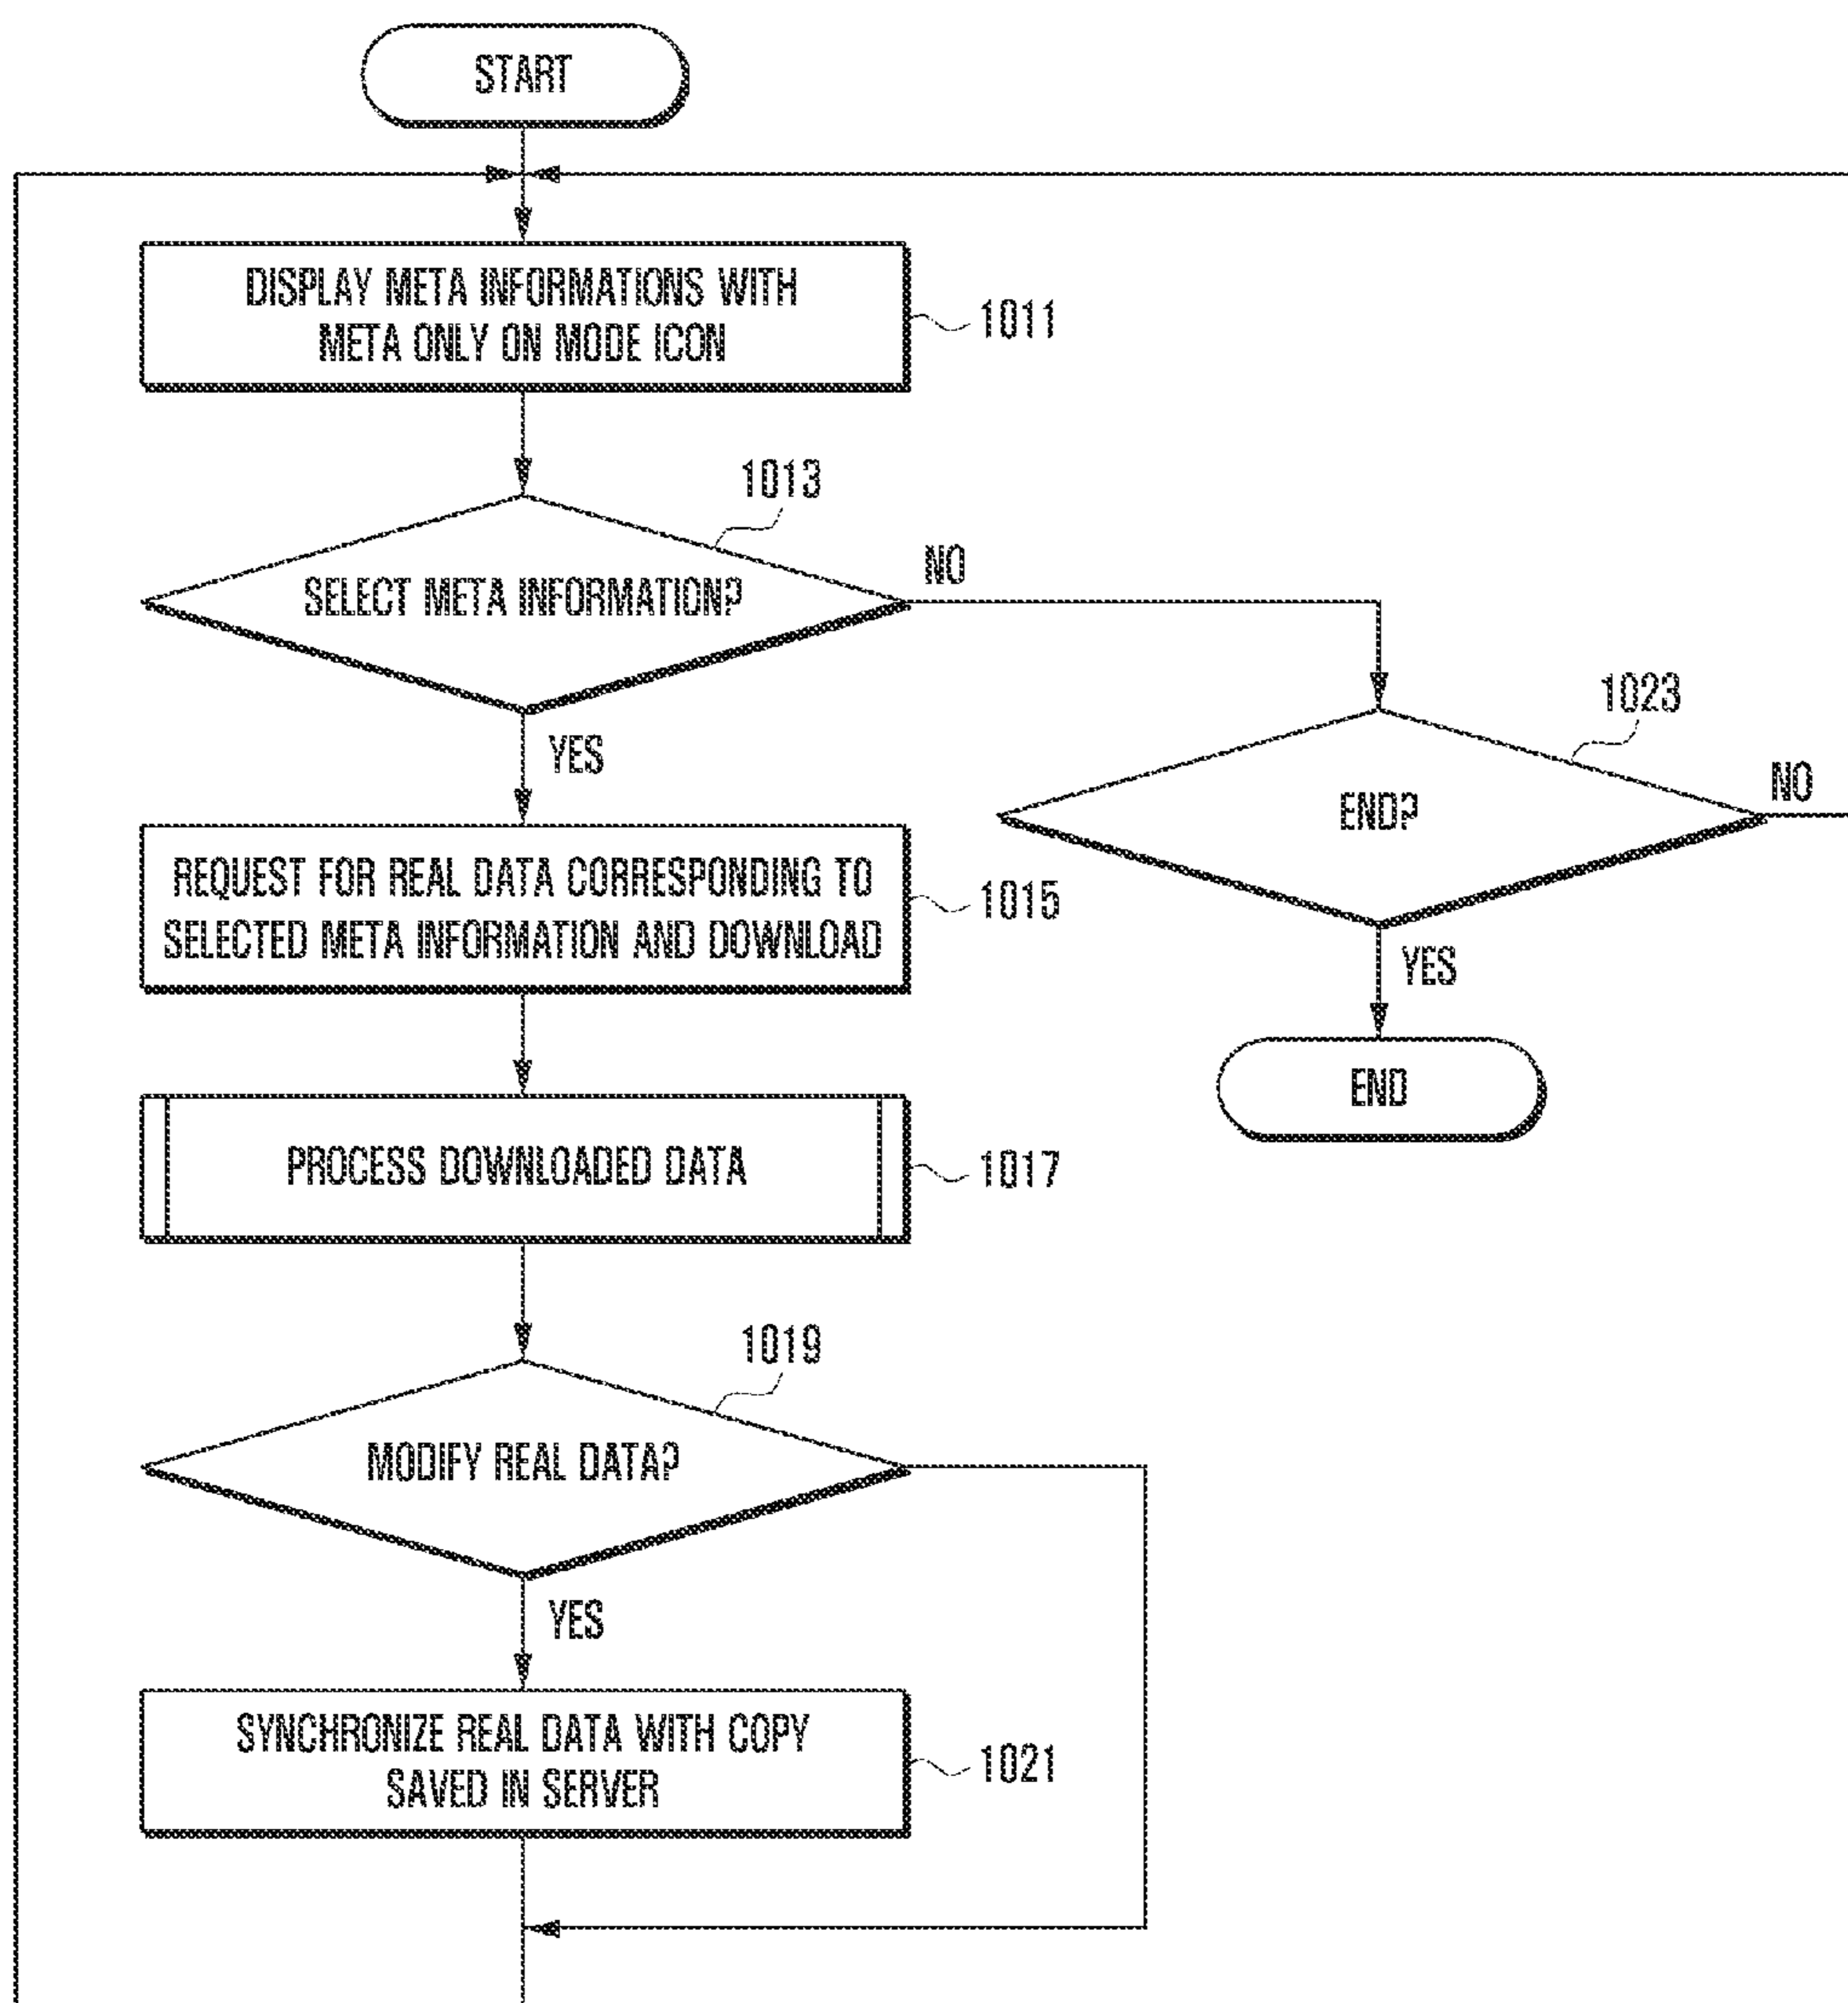 START
DISPLAY META INFORMATIONS WITH
META ONLY ON MODE ICON
1011
1013
SELECT META INFORMATION?
NO
YES
1023
END?
NO
YES
END
REQUEST FOR REAL DATA CORRESPONDING TO
SELECTED META INFORMATION AND DOWNLOAD
1015
PROCESS DOWNLOADED DATA
1017
1019
MODIFY REAL DATA?
YES
SYNCHRONIZE REAL DATA WITH COPY
SAVED IN SERVER
1021